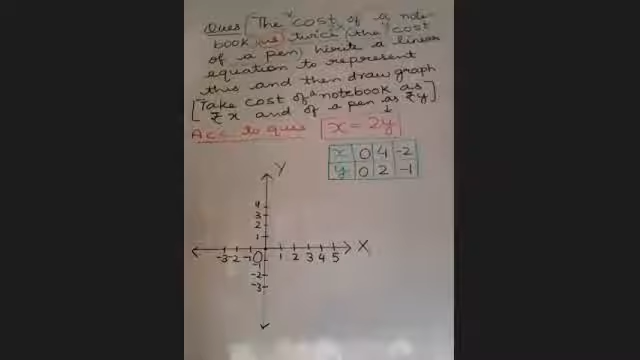 Ques (The cost of a note-
book (is) twice (the cost
of a pen) Write a linear
equation to represent
this and then draw graph
[Take cost of a notebook as
₹x and of a pen as ₹y]
Acc to ques x = 2y
x 0 4 -2
y 0 2 -1
Y
4
3
2
1
-3 -2 -1 0 1 2 3 4 5 X
-1
-2
-3